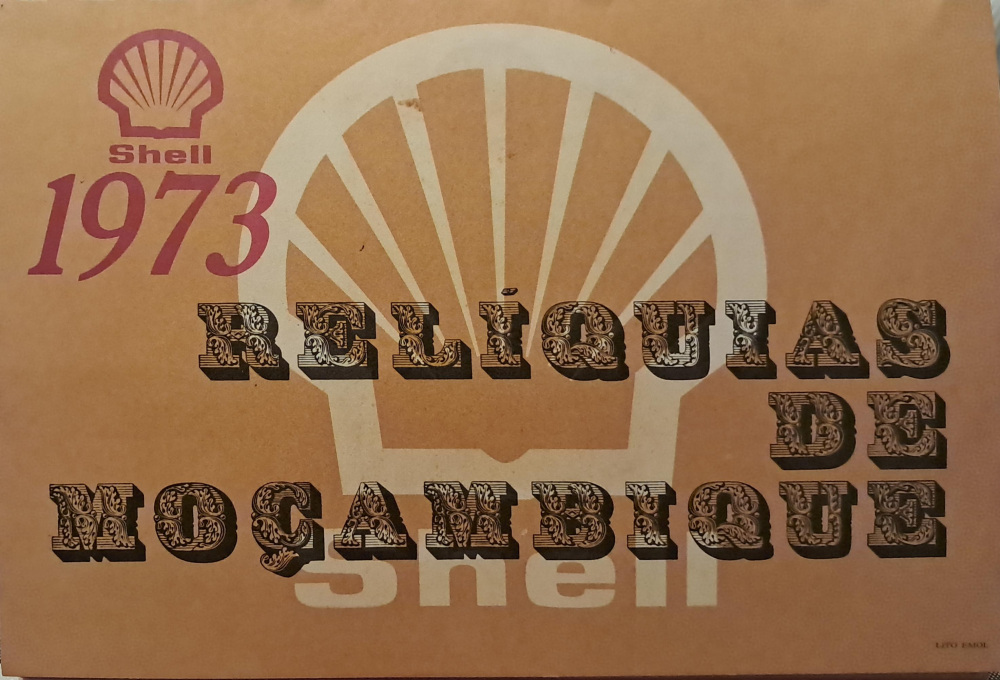 Shell
1973
RELÍQUIAS
DE
MOÇAMBIQUE
Shell
LITO EMOL